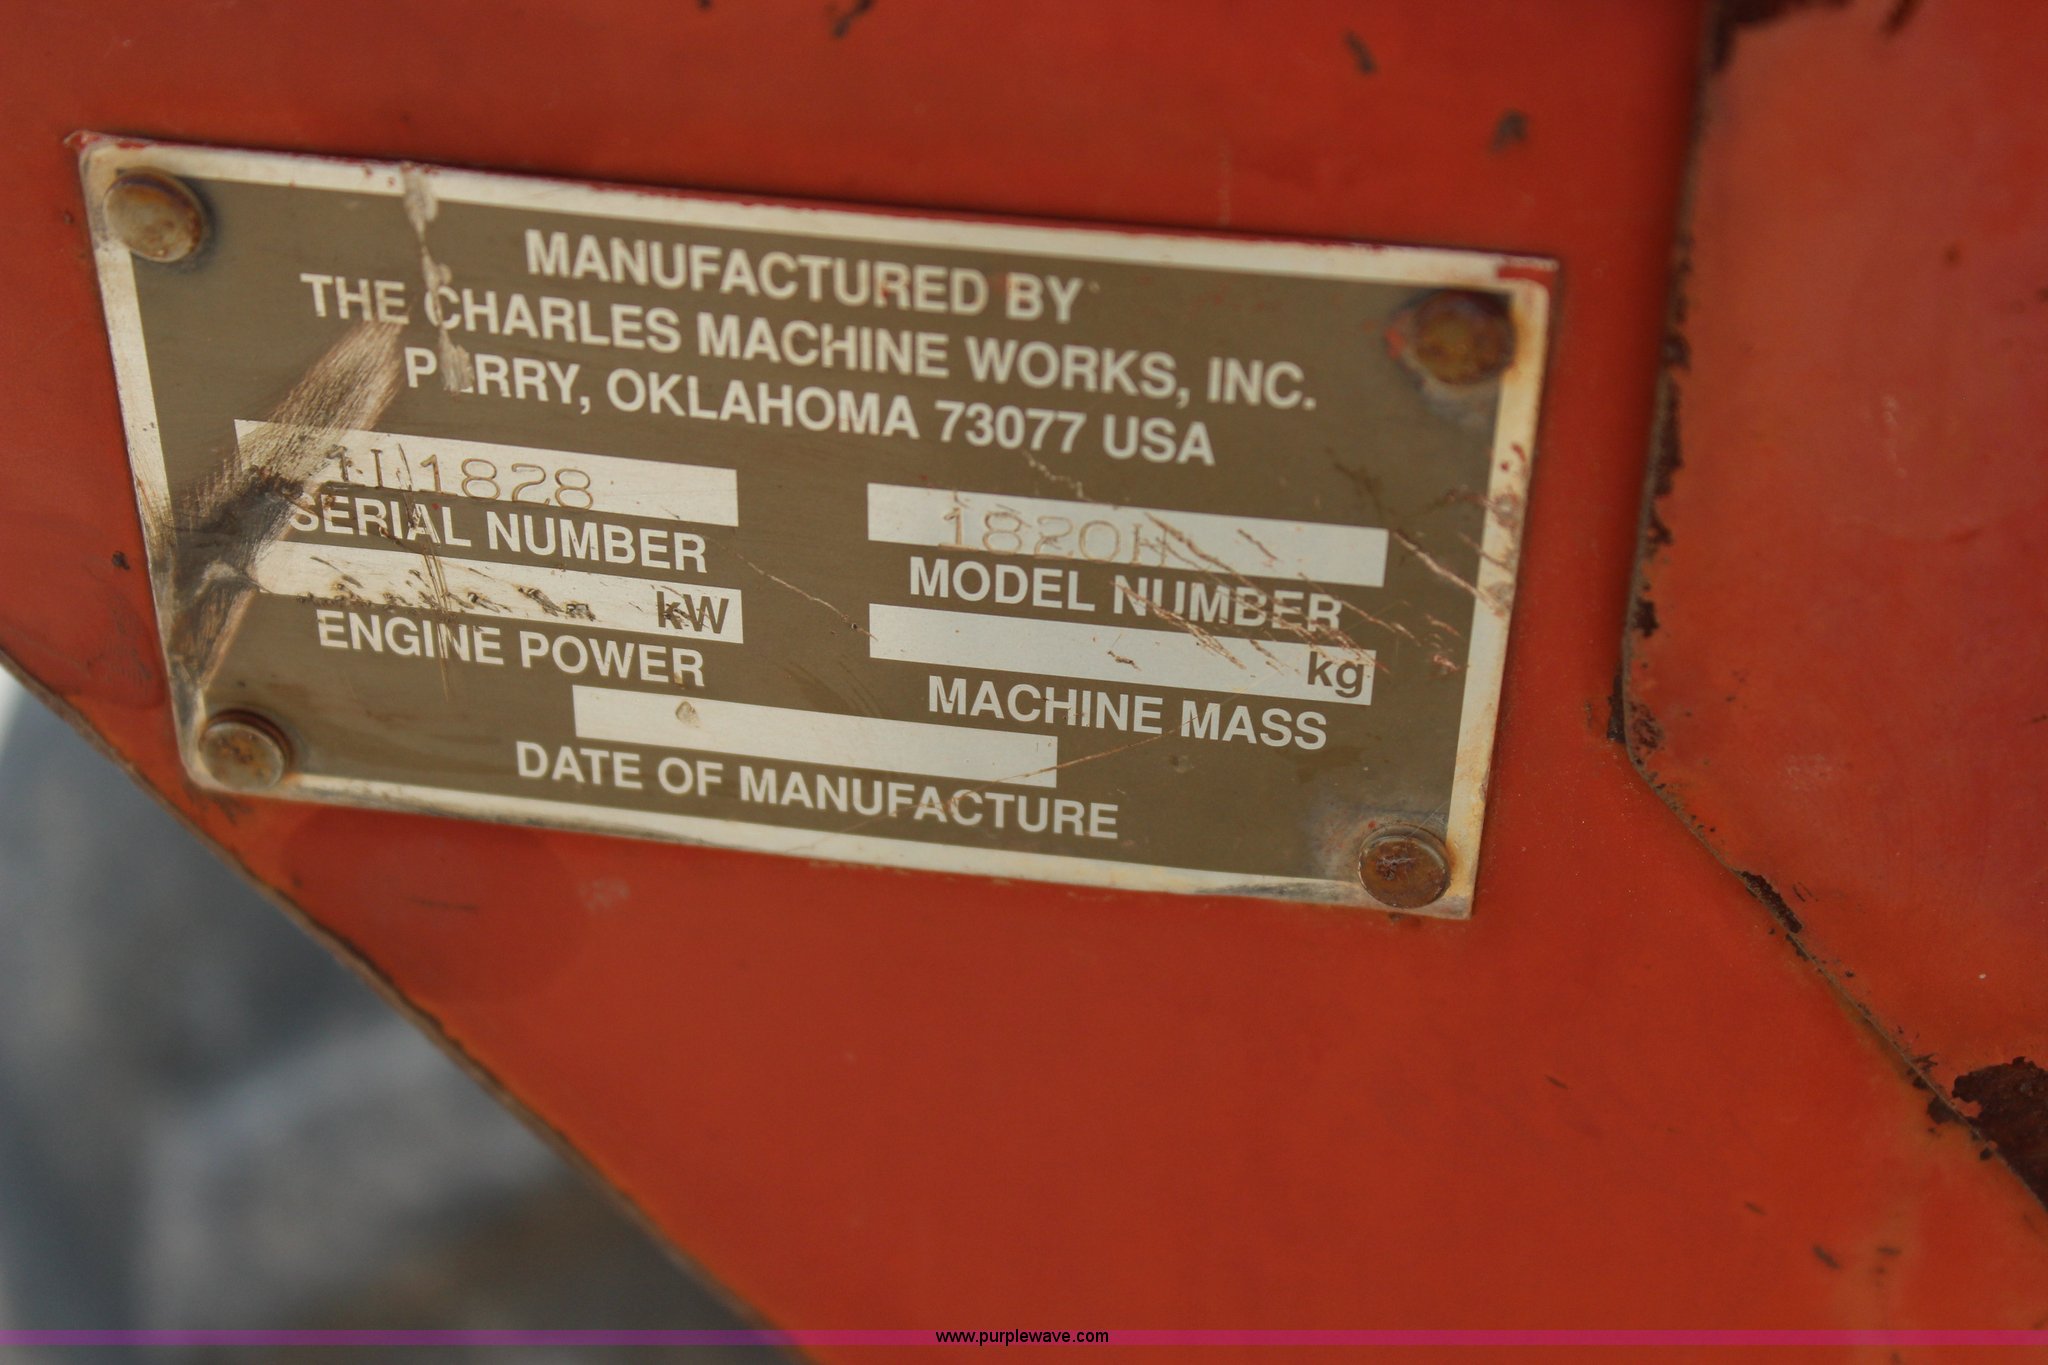 MANUFACTURED BY
THE CHARLES MACHINE WORKS, INC.
PERRY, OKLAHOMA 73077 USA
SERIAL NUMBER
1820H
MODEL NUMBER
kW
ENGINE POWER
kg
MACHINE MASS
DATE OF MANUFACTURE
www.purplewave.com